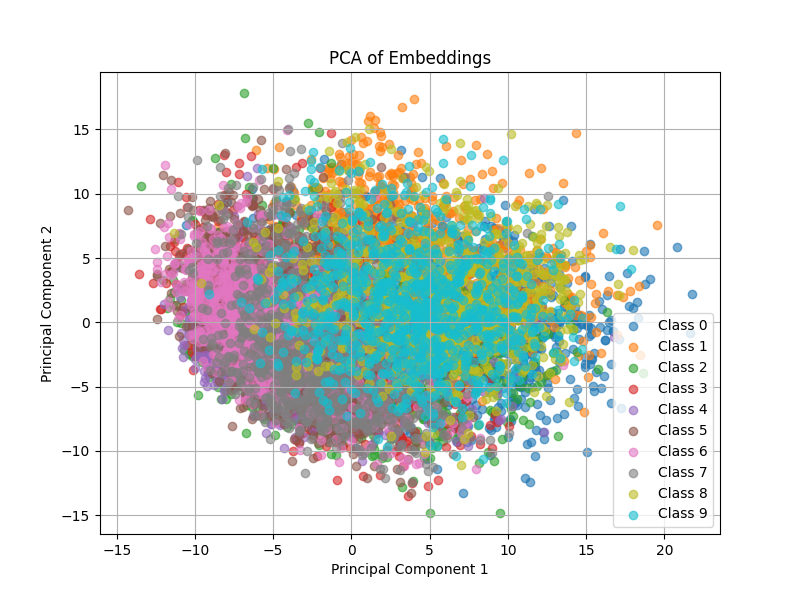 PCA of Embeddings
Principal Component 2
15
10
5
0
−5
−10
−15
−15
−10
−5
0
5
10
15
20
Principal Component 1
Class 0
Class 1
Class 2
Class 3
Class 4
Class 5
Class 6
Class 7
Class 8
Class 9